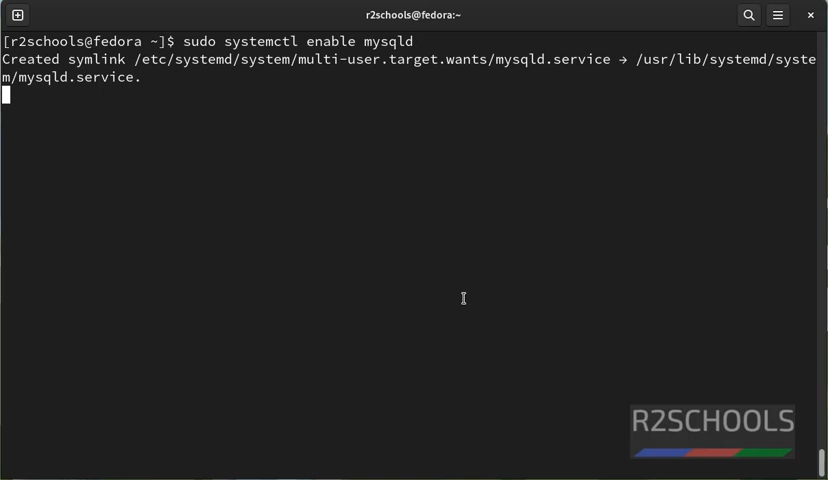 r2schools@fedora:~
[r2schools@fedora ~]$ sudo systemctl enable mysqld
Created symlink /etc/systemd/system/multi-user.target.wants/mysqld.service → /usr/lib/systemd/syste
m/mysqld.service.
R2SCHOOLS